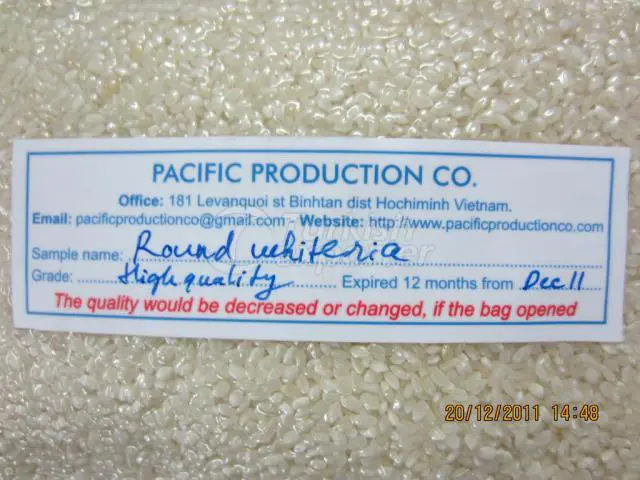 PACIFIC PRODUCTION CO.
Office: 181 Levanquoi st Binhtan dist Hochiminh Vietnam.
Email: pacificproductionco@gmail.com - Website: http://www.pacificproductionco.com
Sample name: Round whiteria
Grade: High quality Expired 12 months from Dec 11
The quality would be decreased or changed, if the bag opened
20/12/2011 14:48